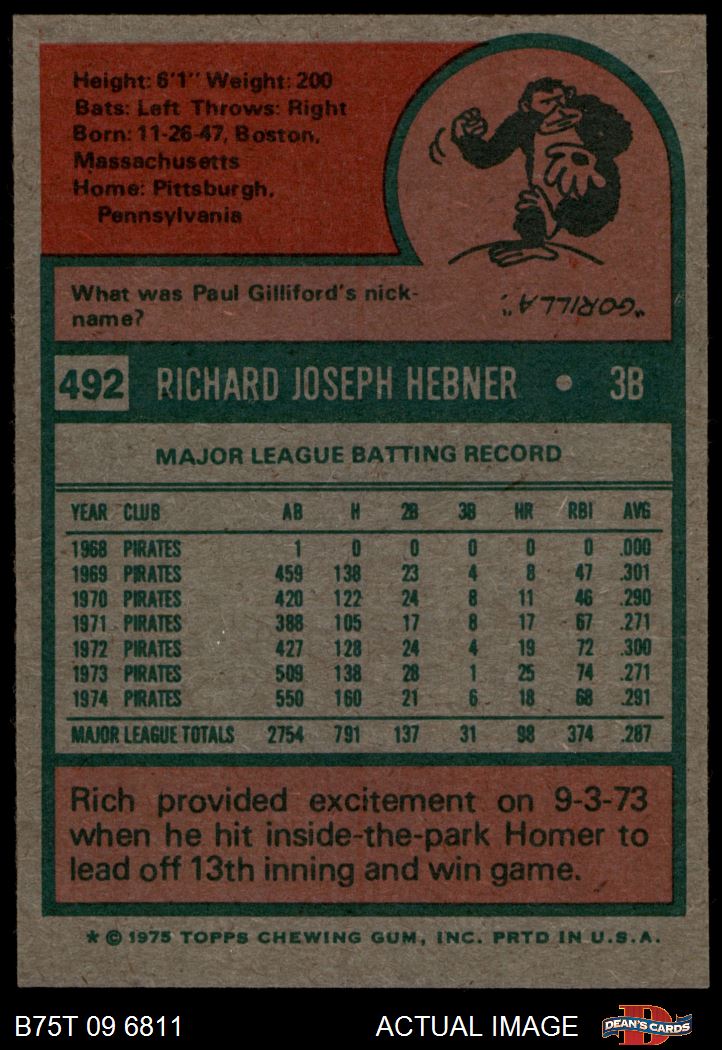 Height: 6'1" Weight: 200
Bats: Left Throws: Right
Born: 11-26-47, Boston,
Massachusetts
Home: Pittsburgh,
Pennsylvania
What was Paul Gilliford's nick-
name?
"GORILLA".
492 RICHARD JOSEPH HEBNER • 3B
MAJOR LEAGUE BATTING RECORD
YEAR CLUB AB H 2B 3B HR RBI AVG
1968 PIRATES 1 0 0 0 0 0 .000
1969 PIRATES 459 138 23 4 8 47 .301
1970 PIRATES 420 122 24 8 11 46 .290
1971 PIRATES 388 105 17 8 17 67 .271
1972 PIRATES 427 128 24 4 19 72 .300
1973 PIRATES 509 138 28 1 25 74 .271
1974 PIRATES 550 160 21 6 18 68 .291
MAJOR LEAGUE TOTALS 2754 791 137 31 98 374 .287
Rich provided excitement on 9-3-73
when he hit inside-the-park Homer to
lead off 13th inning and win game.
* © 1975 TOPPS CHEWING GUM, INC. PRTD IN U.S.A.
B75T 09 6811 ACTUAL IMAGE D DEAN'S CARDS